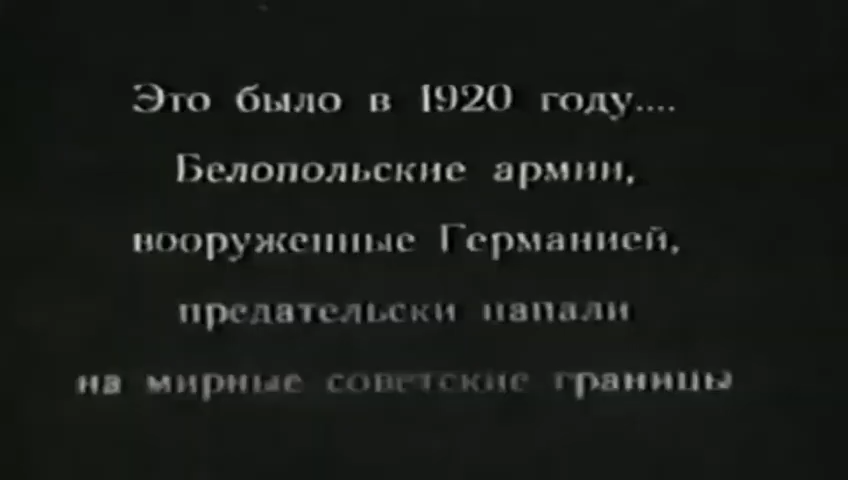 Это было в 1920 году....
Белопольские армии,
вооруженные Германией,
предательски напали
на мирные советские границы